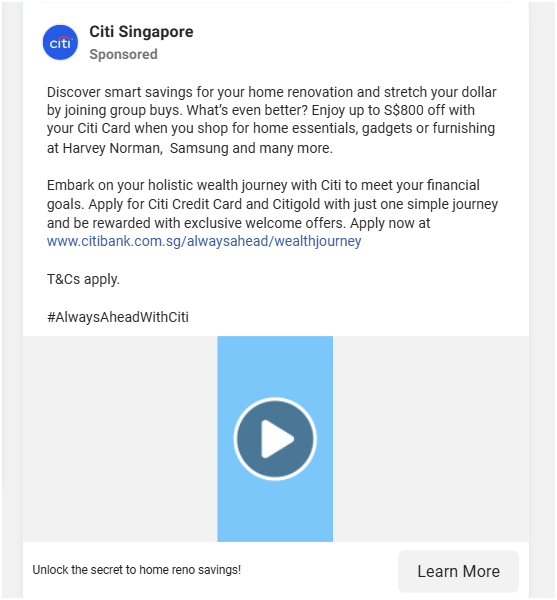 citi
Citi Singapore
Sponsored
Discover smart savings for your home renovation and stretch your dollar
by joining group buys. What's even better? Enjoy up to S$800 off with
your Citi Card when you shop for home essentials, gadgets or furnishing
at Harvey Norman,  Samsung and many more.
Embark on your holistic wealth journey with Citi to meet your financial
goals. Apply for Citi Credit Card and Citigold with just one simple journey
and be rewarded with exclusive welcome offers. Apply now at
www.citibank.com.sg/alwaysahead/wealthjourney
T&Cs apply.
#AlwaysAheadWithCiti
Unlock the secret to home reno savings!
Learn More